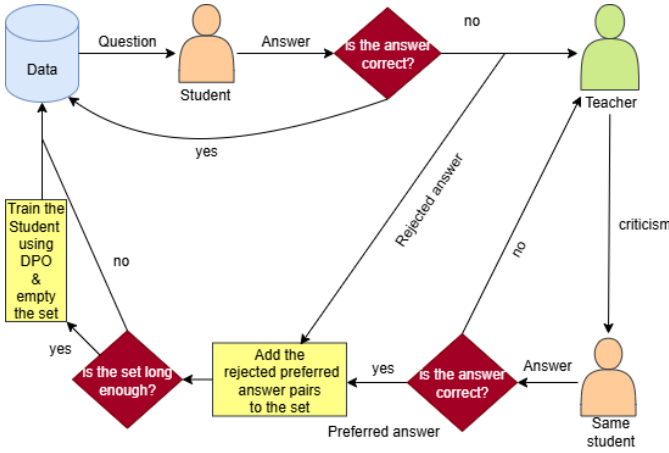 Data
Question
Student
Answer
is the answer
correct?
no
Teacher
yes
Rejected answer
criticism
no
Train the
Student
using
DPO
&
empty
the set
no
yes
Is the set long
enough?
Add the
rejected preferred
answer pairs
to the set
yes
Preferred answer
is the answer
correct?
Answer
Same
student